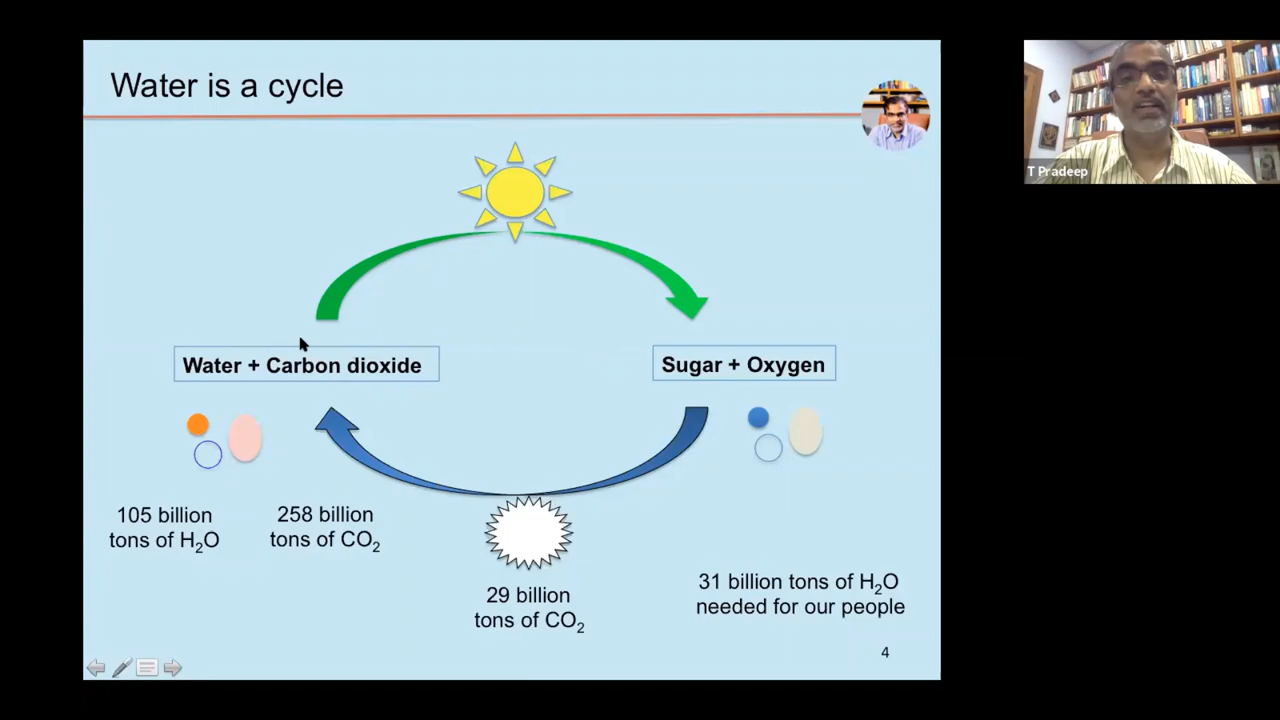 Water is a cycle
T Pradeep
Water + Carbon dioxide
Sugar + Oxygen
105 billion
tons of H₂O
258 billion
tons of CO₂
29 billion
tons of CO₂
31 billion tons of H₂O
needed for our people
4